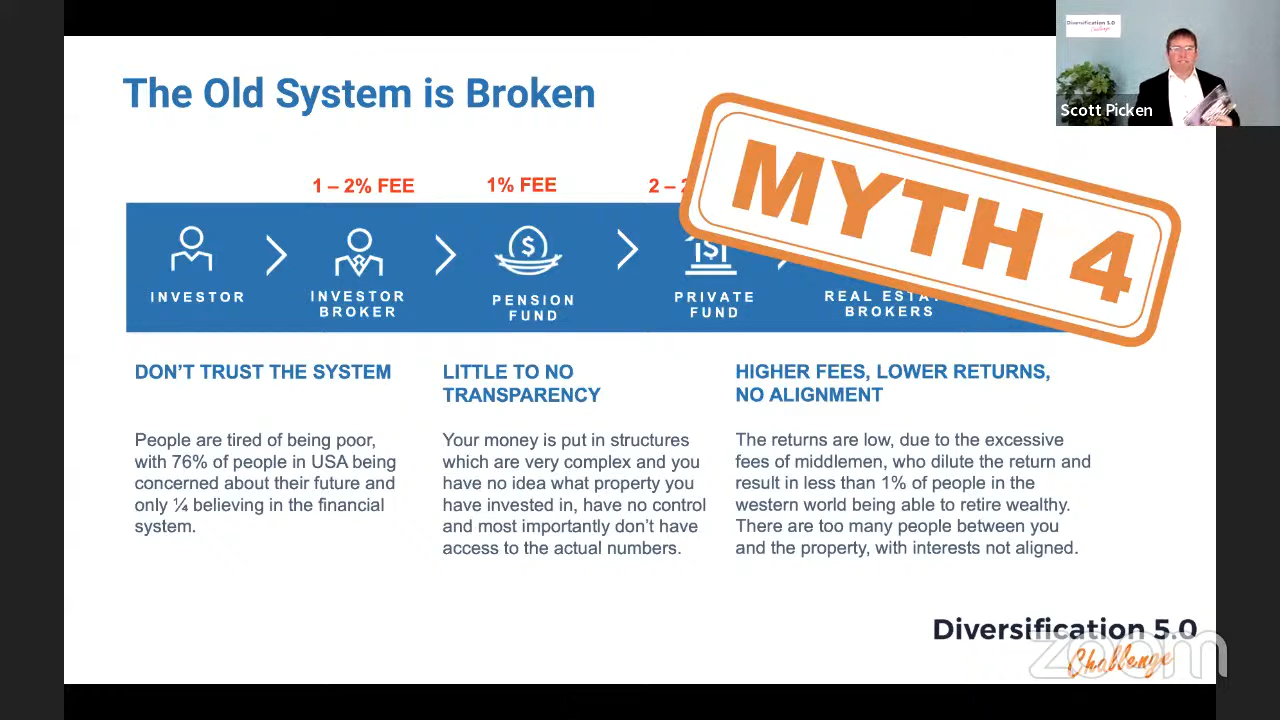 Diversification 5.0
Challenge
Scott Picken
The Old System is Broken
MYTH 4
1 – 2% FEE
1% FEE
2 –
INVESTOR
INVESTOR
BROKER
PENSION
FUND
PRIVATE
FUND
REAL ESTA
BROKERS
DON’T TRUST THE SYSTEM
People are tired of being poor,
with 76% of people in USA being
concerned about their future and
only ¼ believing in the financial
system.
LITTLE TO NO
TRANSPARENCY
Your money is put in structures
which are very complex and you
have no idea what property you
have invested in, have no control
and most importantly don’t have
access to the actual numbers.
HIGHER FEES, LOWER RETURNS,
NO ALIGNMENT
The returns are low, due to the excessive
fees of middlemen, who dilute the return and
result in less than 1% of people in the
western world being able to retire wealthy.
There are too many people between you
and the property, with interests not aligned.
Diversification 5.0
Challenge
zoom